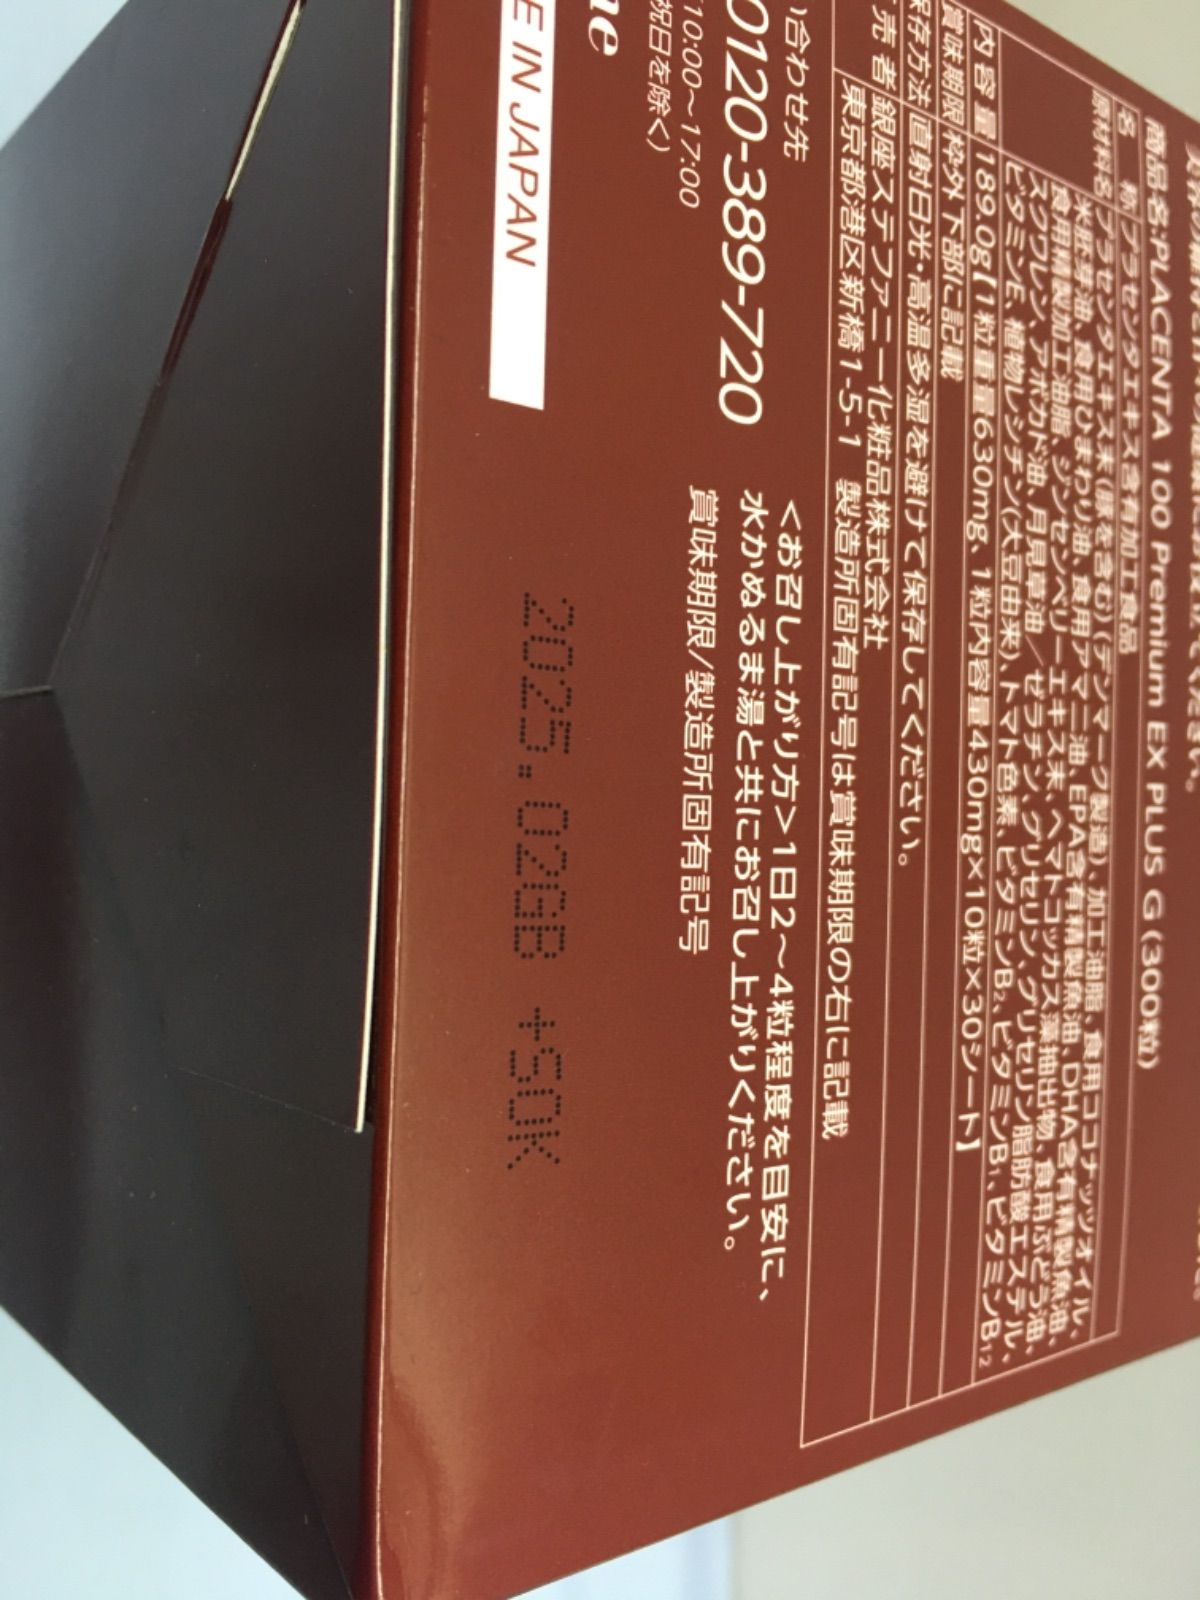 商品名:PLACENTA 100 Premium EX PLUS G (300粒)
名 称 プラセンタエキス含有加工食品
原材料名 プラセンタエキス末(豚を含む)(デンマーク製造)、加工油脂、食用ココナッツオイル、
米胚芽油、食用ひまわり油、食用アマニ油、EPA含有精製魚油、DHA含有精製魚油、
食用精製加工油脂、ジンセンベリーエキス末、ヘマトコッカス藻抽出物、食用ぶどう油、
スクワレン、アボカド油、月見草油／ゼラチン、グリセリン、グリセリン脂肪酸エステル、
ビタミンE、植物レシチン(大豆由来)、トマト色素、ビタミンB2、ビタミンB1、ビタミンB12
内容量 189.0g【1粒重量630mg、1粒内容量430mg×10粒×30シート】
賞味期限 枠外下部に記載
保存方法 直射日光・高温多湿を避けて保存してください。
売者 銀座ステファニー化粧品株式会社
東京都港区新橋1-5-1 製造所固有記号は賞味期限の右に記載
い合わせ先
0120-389-720
10:00～17:00
祝日を除く)
<お召し上がり方>1日2～4粒程度を目安に、
水かぬるま湯と共にお召し上がりください。
賞味期限/製造所固有記号
2025.02GB +SOK
ne
E IN JAPAN